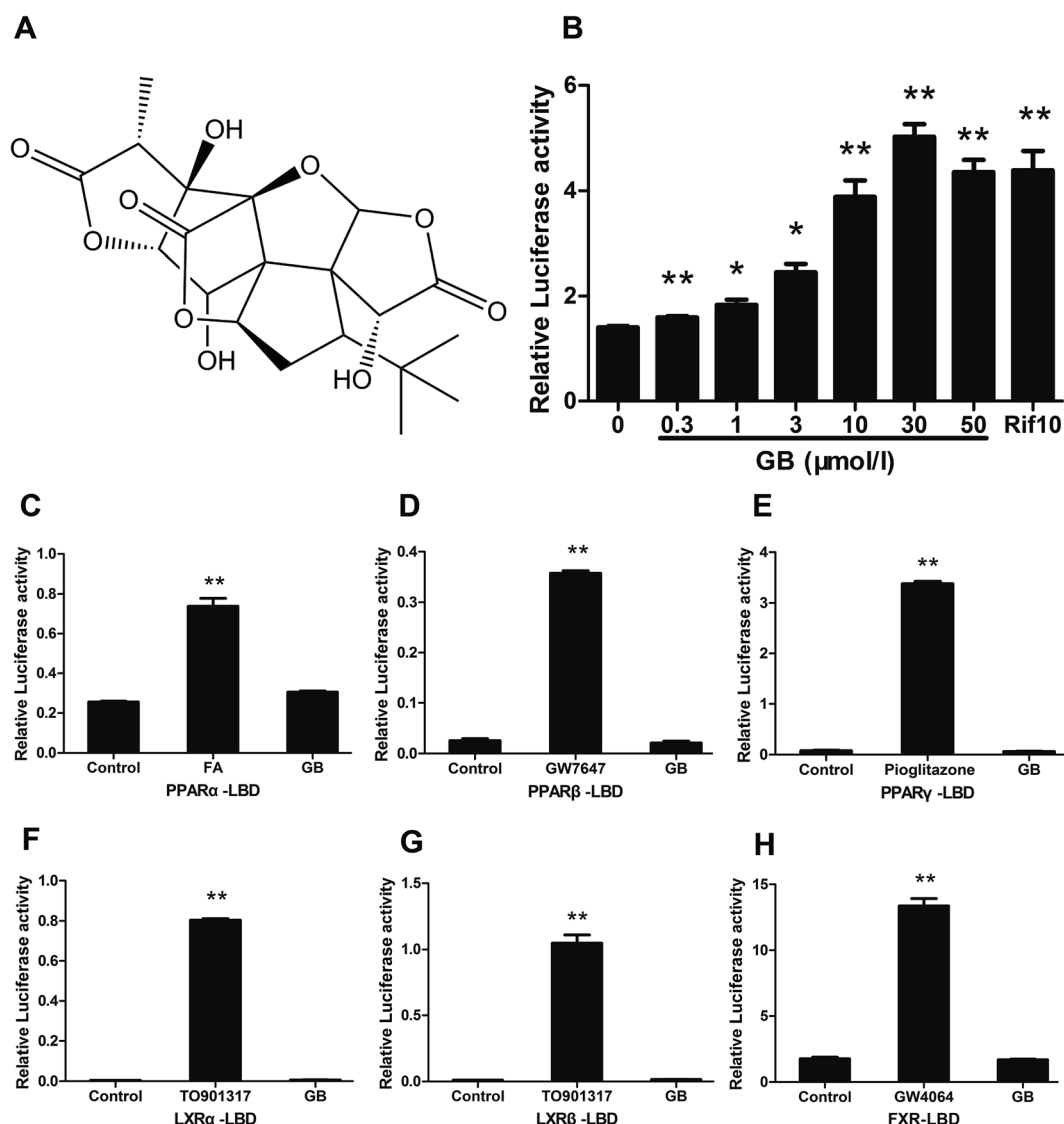 A
O
OH
O
O
O
O
O
O
OH
HO
B
Relative Luciferase activity
6
4
2
0
**
*
*
**
**
**
**
0 0.3 1 3 10 30 50 Rif10
GB (µmol/l)
C
Relative Luciferase activity
1.0
0.8
0.6
0.4
0.2
0.0
**
Control FA GB
PPARα -LBD
D
Relative Luciferase activity
0.4
0.3
0.2
0.1
0.0
**
Control GW7647 GB
PPARβ -LBD
E
Relative Luciferase activity
4
3
2
1
0
**
Control Pioglitazone GB
PPARγ -LBD
F
Relative Luciferase activity
1.0
0.8
0.6
0.4
0.2
0.0
**
Control TO901317 GB
LXRα -LBD
G
Relative Luciferase activity
1.5
1.0
0.5
0.0
**
Control TO901317 GB
LXRß -LBD
H
Relative Luciferase activity
15
10
5
0
**
Control GW4064 GB
FXR-LBD